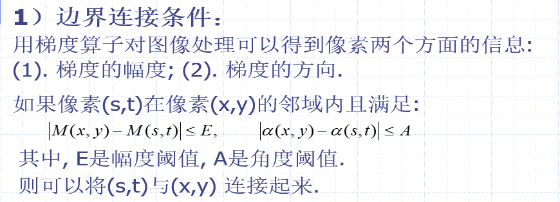 1）边界连接条件：
用梯度算子对图像处理可以得到像素两个方面的信息:
(1). 梯度的幅度; (2). 梯度的方向.
如果像素(s,t)在像素(x,y)的邻域内且满足:
|M(x, y) − M(s,t)| ≤ E, |α(x, y) − α(s,t)| ≤ A
其中, E是幅度阈值, A是角度阈值.
则可以将(s,t)与(x,y) 连接起来.